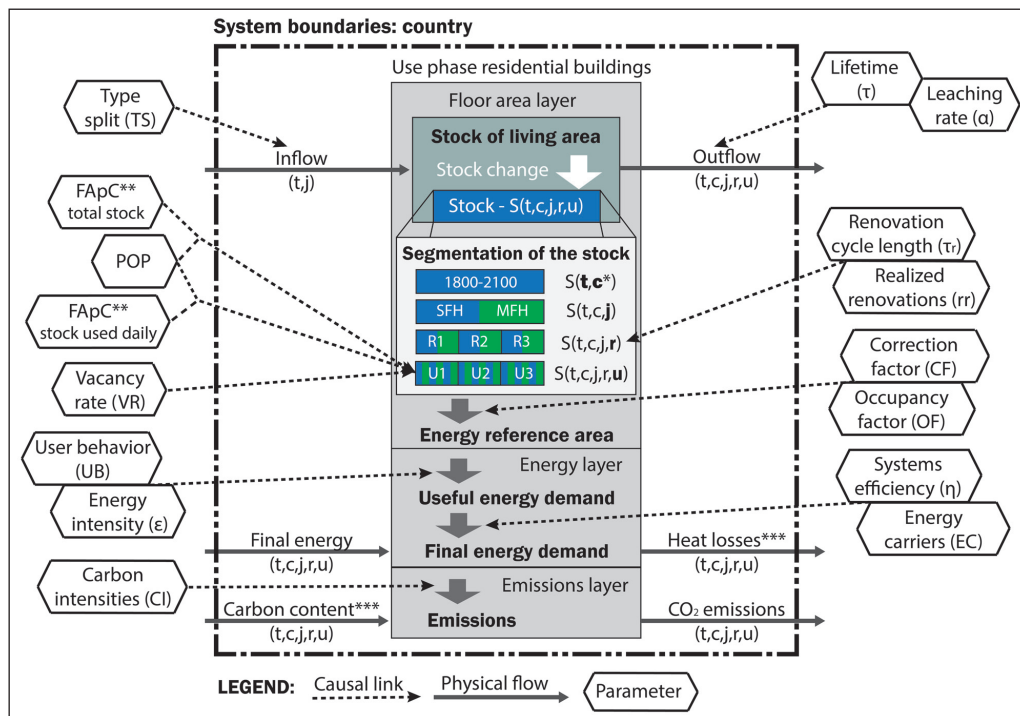 System boundaries: country
Use phase residential buildings
Floor area layer
Stock of living area
Stock change
Stock - S(t,c,j,r,u)
Segmentation of the stock
1800-2100 S(t,c*)
SFH MFH S(t,c,j)
R1 R2 R3 S(t,c,j,r)
U1 U2 U3 S(t,c,j,r,u)
Energy reference area
Energy layer
Useful energy demand
Final energy demand
Emissions layer
Emissions
Type
split (TS)
Inflow
(t,j)
FApC**
total stock
POP
FApC**
stock used daily
Vacancy
rate (VR)
User behavior
(UB)
Energy
intensity (ε)
Final energy
(t,c,j,r,u)
Carbon
intensities (CI)
Carbon content***
(t,c,j,r,u)
Lifetime
(τ)
Leaching
rate (α)
Outflow
(t,c,j,r,u)
Renovation
cycle length (τr)
Realized
renovations (rr)
Correction
factor (CF)
Occupancy
factor (OF)
Systems
efficiency (η)
Energy
carriers (EC)
Heat losses***
(t,c,j,r,u)
CO₂ emissions
(t,c,j,r,u)
LEGEND: Causal link Physical flow Parameter